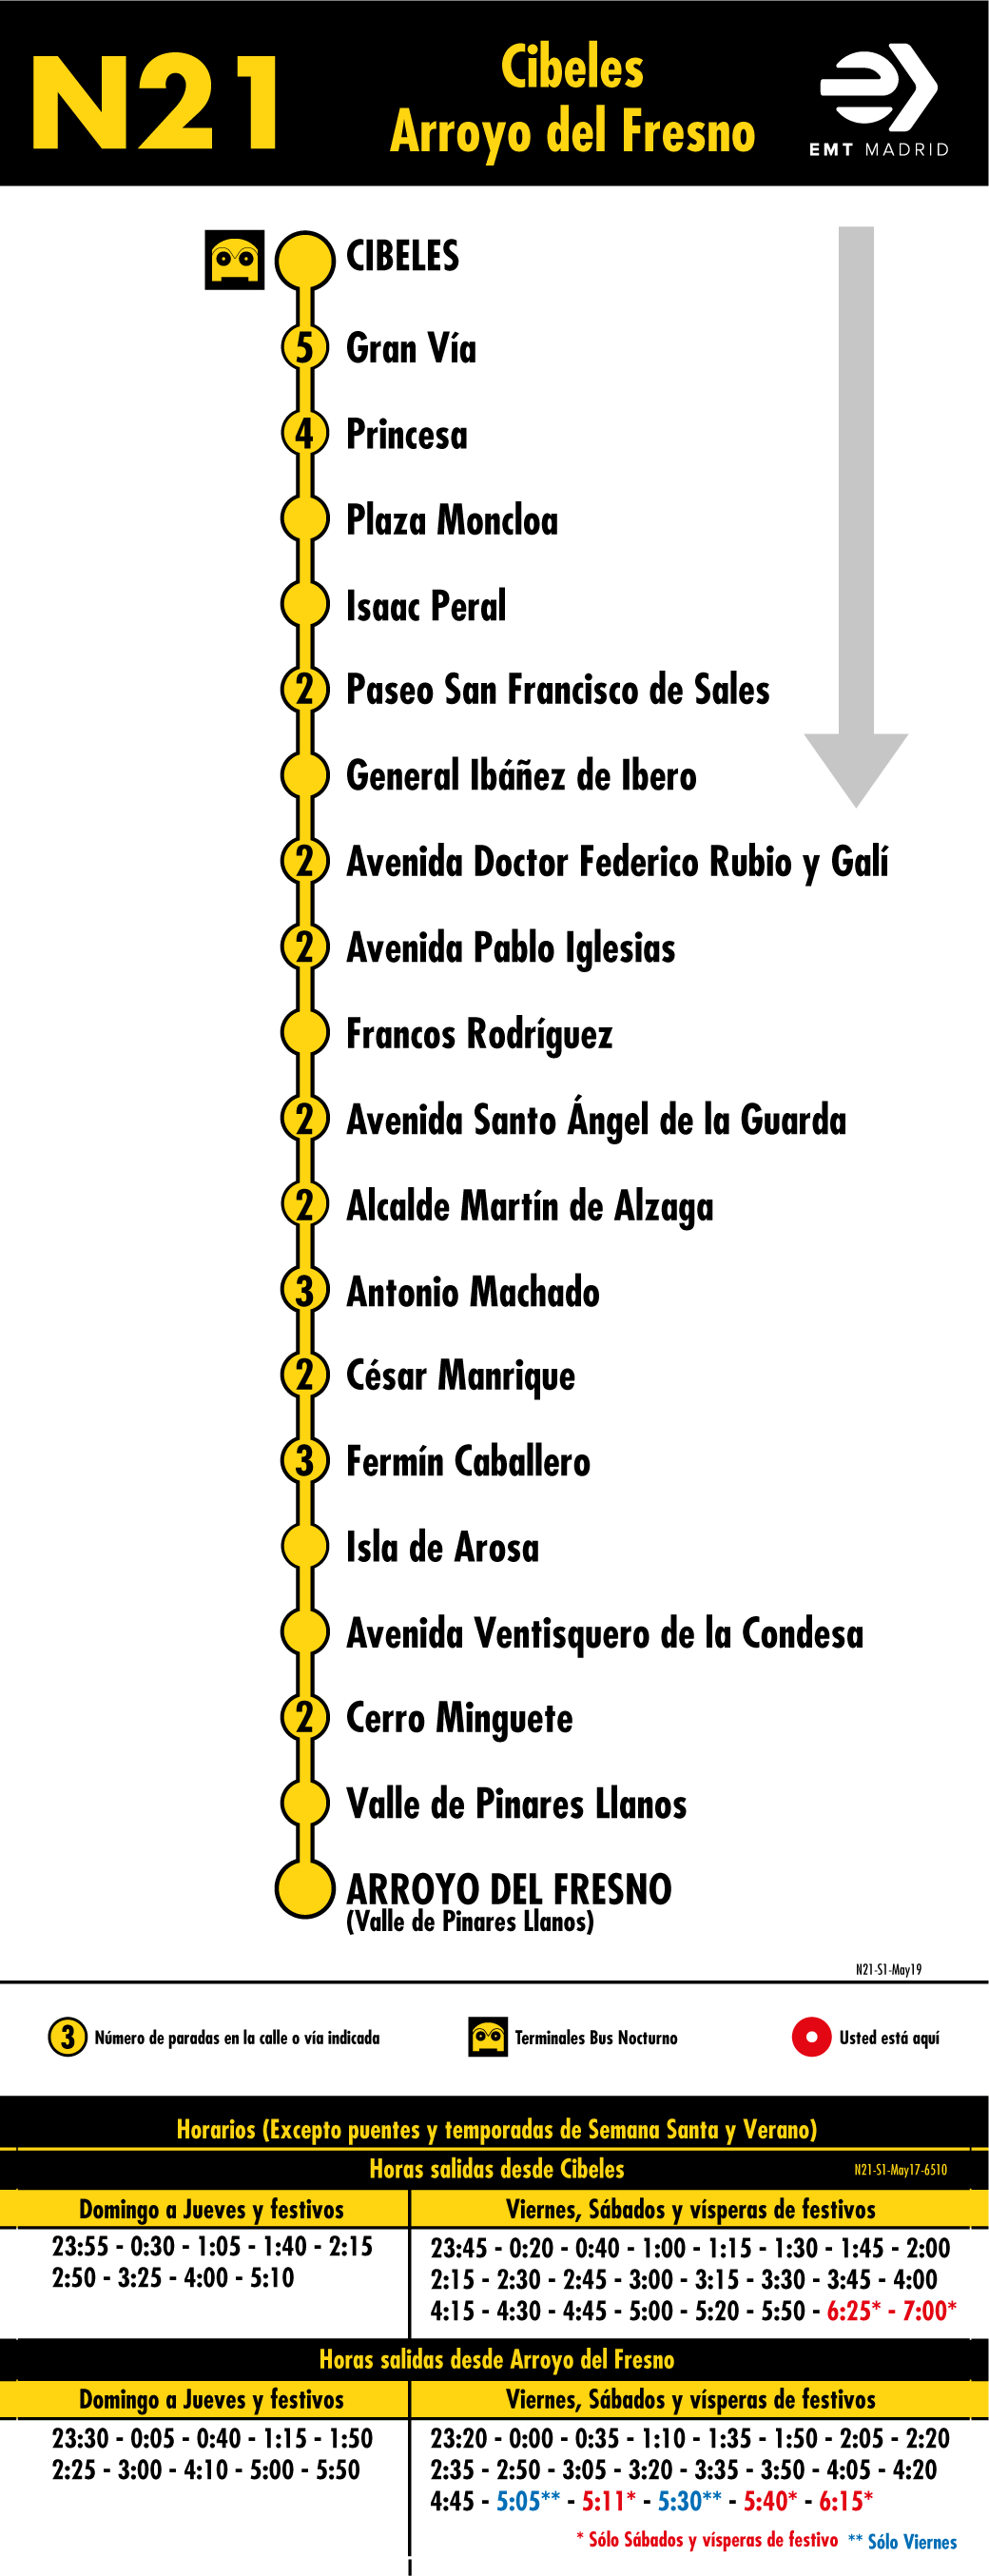 N21
Cibeles
Arroyo del Fresno
EMT MADRID
CIBELES
5 Gran Vía
4 Princesa
Plaza Moncloa
Isaac Peral
2 Paseo San Francisco de Sales
General Ibáñez de Ibero
2 Avenida Doctor Federico Rubio y Galí
2 Avenida Pablo Iglesias
Francos Rodríguez
2 Avenida Santo Ángel de la Guarda
2 Alcalde Martín de Alzaga
3 Antonio Machado
2 César Manrique
3 Fermín Caballero
Isla de Arosa
Avenida Ventisquero de la Condesa
2 Cerro Minguete
Valle de Pinares Llanos
ARROYO DEL FRESNO
(Valle de Pinares Llanos)
N21-S1-May19
3 Número de paradas en la calle o vía indicada
Terminales Bus Nocturno
Usted está aquí
Horarios (Excepto puentes y temporadas de Semana Santa y Verano)
Horas salidas desde Cibeles
N21-S1-May17-6510
Domingo a Jueves y festivos
23:55 - 0:30 - 1:05 - 1:40 - 2:15
2:50 - 3:25 - 4:00 - 5:10
Viernes, Sábados y vísperas de festivos
23:45 - 0:20 - 0:40 - 1:00 - 1:15 - 1:30 - 1:45 - 2:00
2:15 - 2:30 - 2:45 - 3:00 - 3:15 - 3:30 - 3:45 - 4:00
4:15 - 4:30 - 4:45 - 5:00 - 5:20 - 5:50 - 6:25* - 7:00*
Horas salidas desde Arroyo del Fresno
Domingo a Jueves y festivos
23:30 - 0:05 - 0:40 - 1:15 - 1:50
2:25 - 3:00 - 4:10 - 5:00 - 5:50
Viernes, Sábados y vísperas de festivos
23:20 - 0:00 - 0:35 - 1:10 - 1:35 - 1:50 - 2:05 - 2:20
2:35 - 2:50 - 3:05 - 3:20 - 3:35 - 3:50 - 4:05 - 4:20
4:45 - 5:05** - 5:11* - 5:30** - 5:40* - 6:15*
* Sólo Sábados y vísperas de festivo ** Sólo Viernes